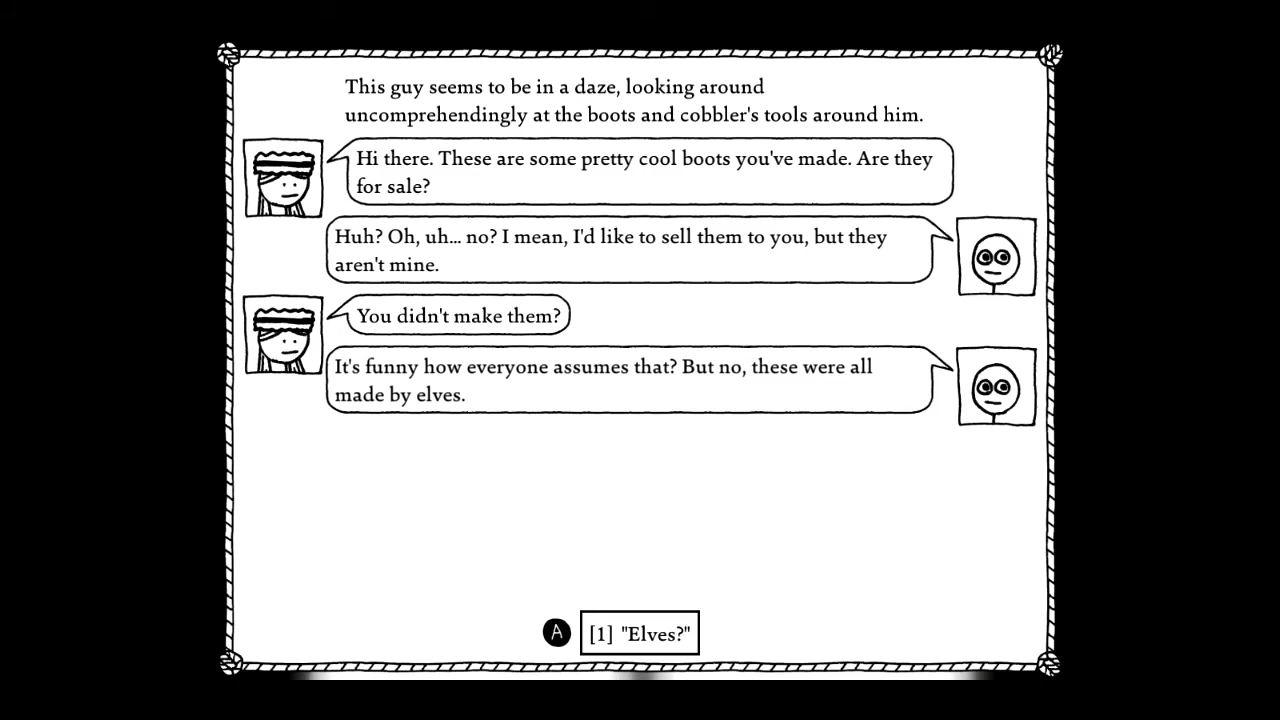 This guy seems to be in a daze, looking around
uncomprehendingly at the boots and cobbler's tools around him.
Hi there. These are some pretty cool boots you've made. Are they
for sale?
Huh? Oh, uh... no? I mean, I'd like to sell them to you, but they
aren't mine.
You didn't make them?
It's funny how everyone assumes that? But no, these were all
made by elves.
A [1] "Elves?"